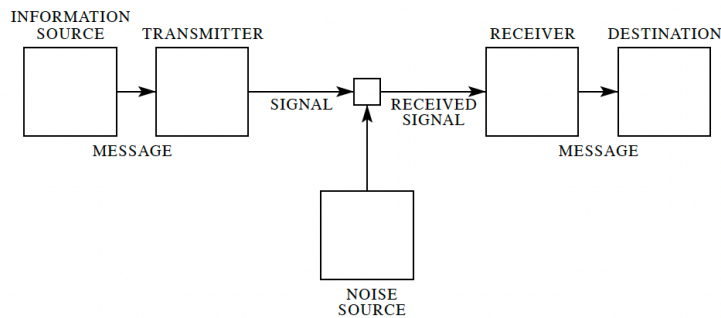 INFORMATION
SOURCE
TRANSMITTER
RECEIVER
DESTINATION
SIGNAL
RECEIVED
SIGNAL
MESSAGE
MESSAGE
NOISE
SOURCE